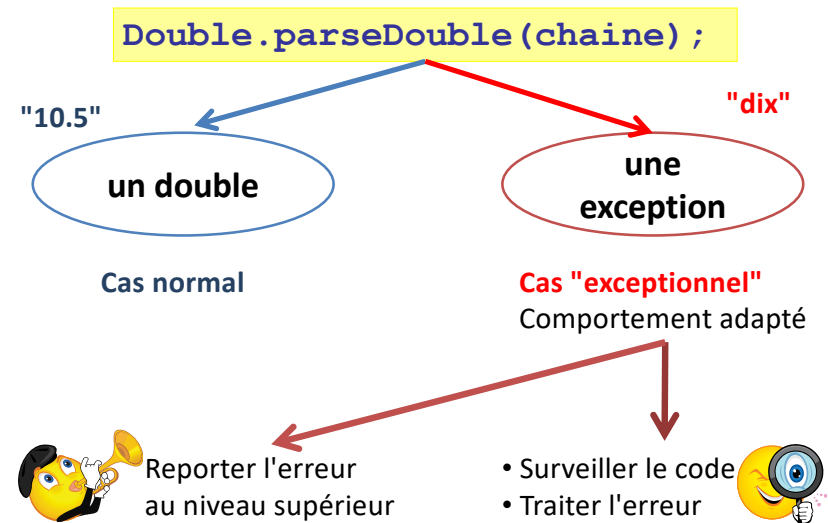 Double.parseDouble(chaine);
"10.5"
"dix"
un double
une
exception
Cas normal
Cas "exceptionnel"
Comportement adapté
Reporter l'erreur
au niveau supérieur
• Surveiller le code
• Traiter l'erreur